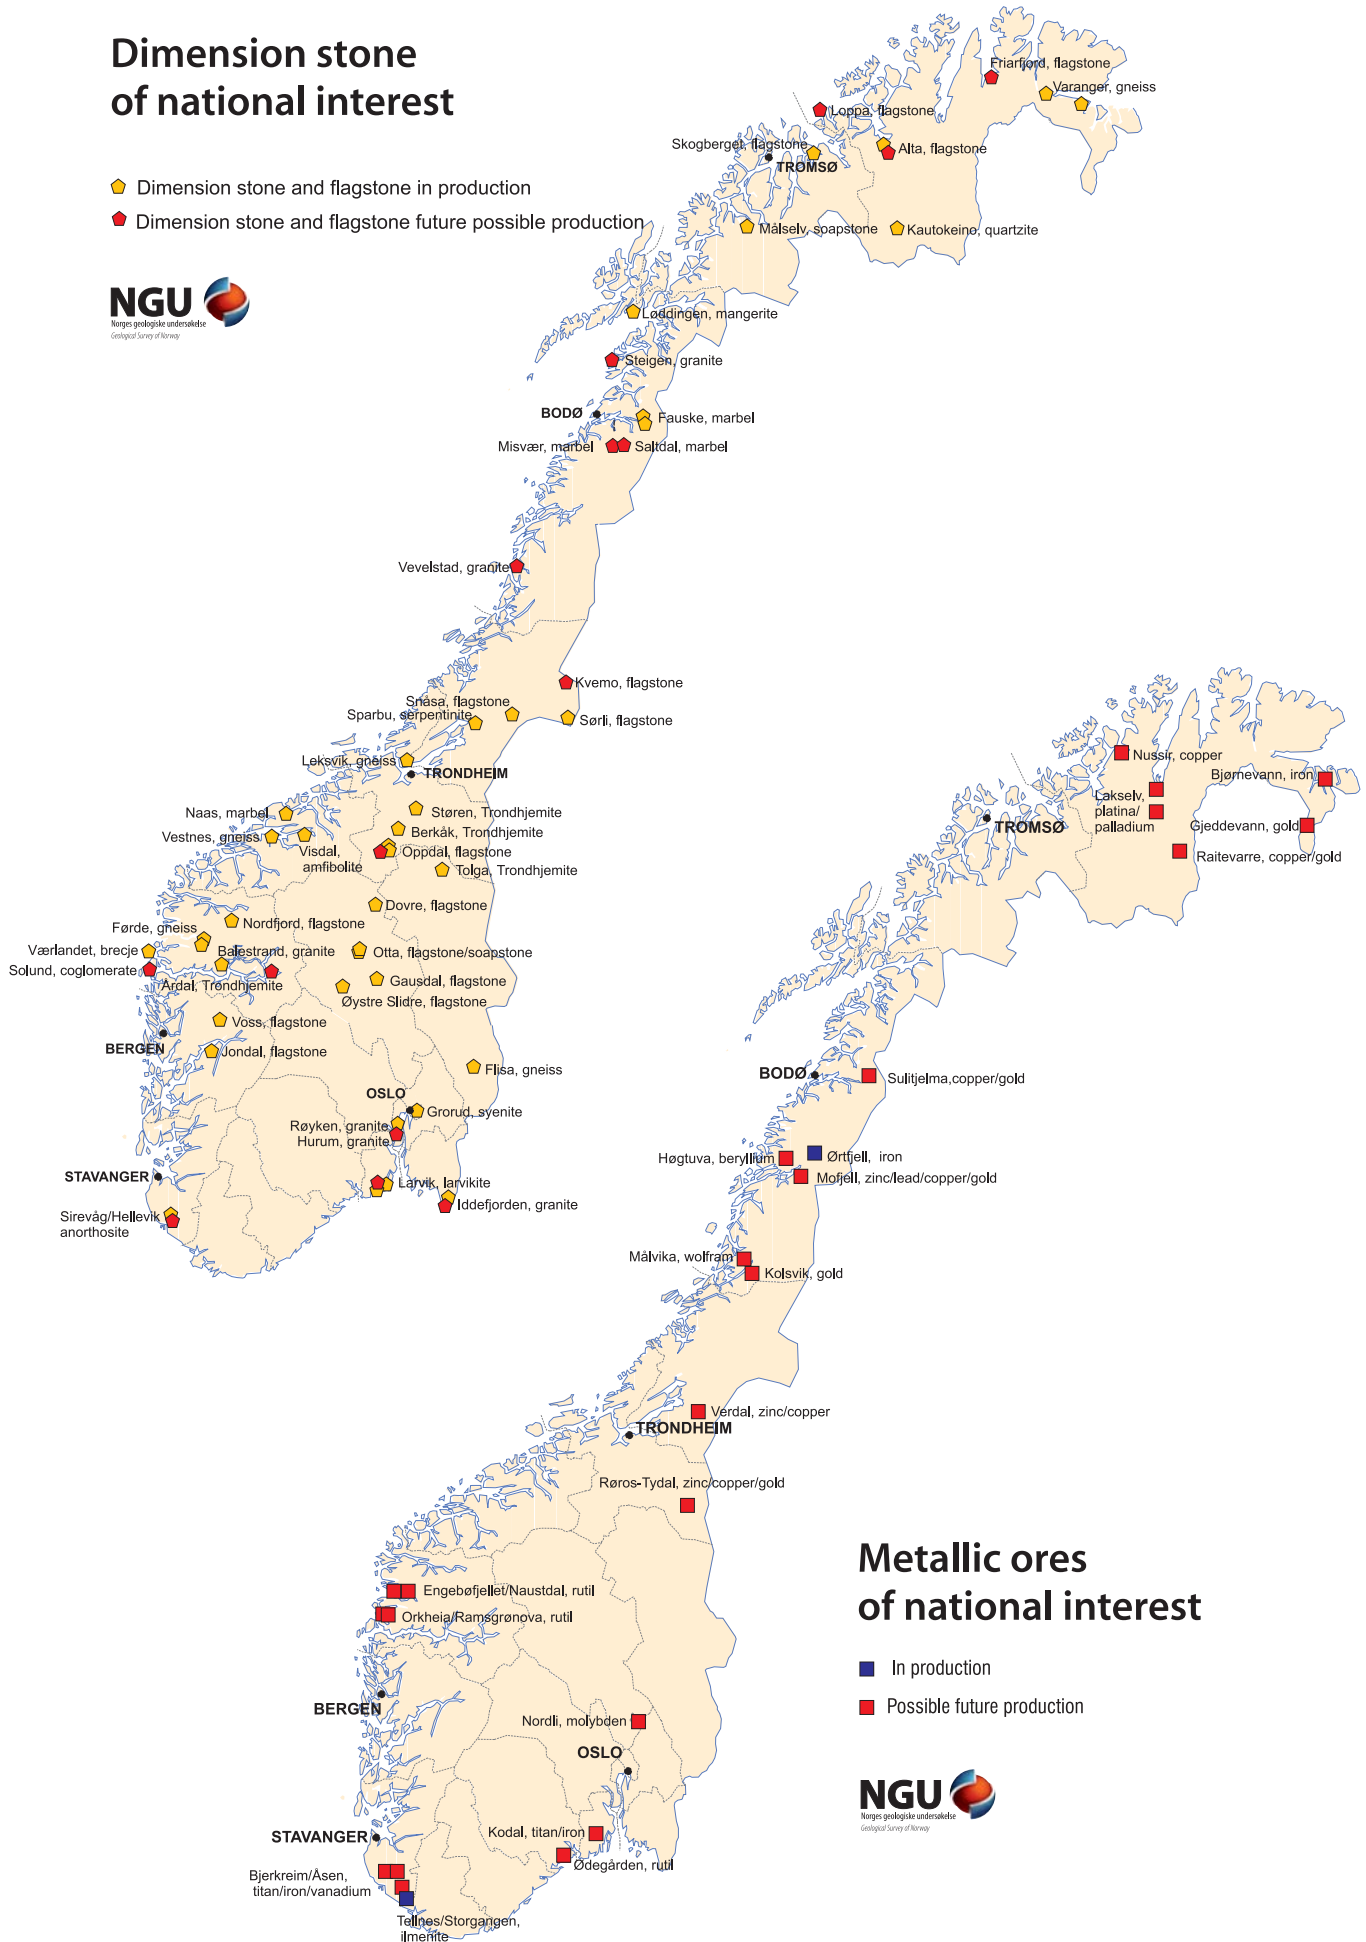 Dimension stone
of national interest
Dimension stone and flagstone in production
Dimension stone and flagstone future possible production
NGU
Norges geologiske undersøkelse
Geological Survey of Norway
Friarfjord, flagstone
Varanger, gneiss
Loppa, flagstone
Skogberget, flagstone
Alta, flagstone
TROMSØ
Målselv, soapstone
Kautokeino, quartzite
Løddingen, mangerite
Steigen, granite
BODØ
Fauske, marbel
Misvær, marbel
Saltdal, marbel
Vevelstad, granite
Kvemo, flagstone
Snåsa, flagstone
Sparbu, serpentinite
Sørli, flagstone
Leksvik, gneiss
TRONDHEIM
Naas, marbel
Støren, Trondhjemite
Vestnes, gneiss
Berkåk, Trondhjemite
Visdal,
amfibolite
Oppdal, flagstone
Tolga, Trondhjemite
Dovre, flagstone
Nordfjord, flagstone
Førde, gneiss
Værlandet, brecje
Balestrand, granite
F
Otta, flagstone/soapstone
Solund, coglomerate
Årdal, Trondhjemite
Gausdal, flagstone
Øystre Slidre, flagstone
Voss, flagstone
BERGEN
Jondal, flagstone
Flisa, gneiss
OSLO
Grorud, syenite
Røyken, granite
Hurum, granite
STAVANGER
Larvik, larvikite
Iddefjorden, granite
Sirevåg/Hellevik
anorthosite
Nussir, copper
Bjørnevann, iron
Lakselv,
platina/
palladium
Gjeddevann, gold
TROMSØ
Raitevarre, copper/gold
BODØ
Sulitjelma,copper/gold
Høgtuva, beryllium
Ørtfjell, iron
Mofjell, zinc/lead/copper/gold
Målvika, wolfram
Kolsvik, gold
Verdal, zinc/copper
TRONDHEIM
Røros-Tydal, zinc/copper/gold
Engebøfjellet/Naustdal, rutil
Orkheia/Ramsgrønova, rutil
BERGEN
Nordli, molybden
OSLO
STAVANGER
Kodal, titan/iron
Ødegården, rutil
Bjerkreim/Åsen,
titan/iron/vanadium
Tellnes/Storgangen,
ilmenite
Metallic ores
of national interest
In production
Possible future production
NGU
Norges geologiske undersøkelse
Geological Survey of Norway